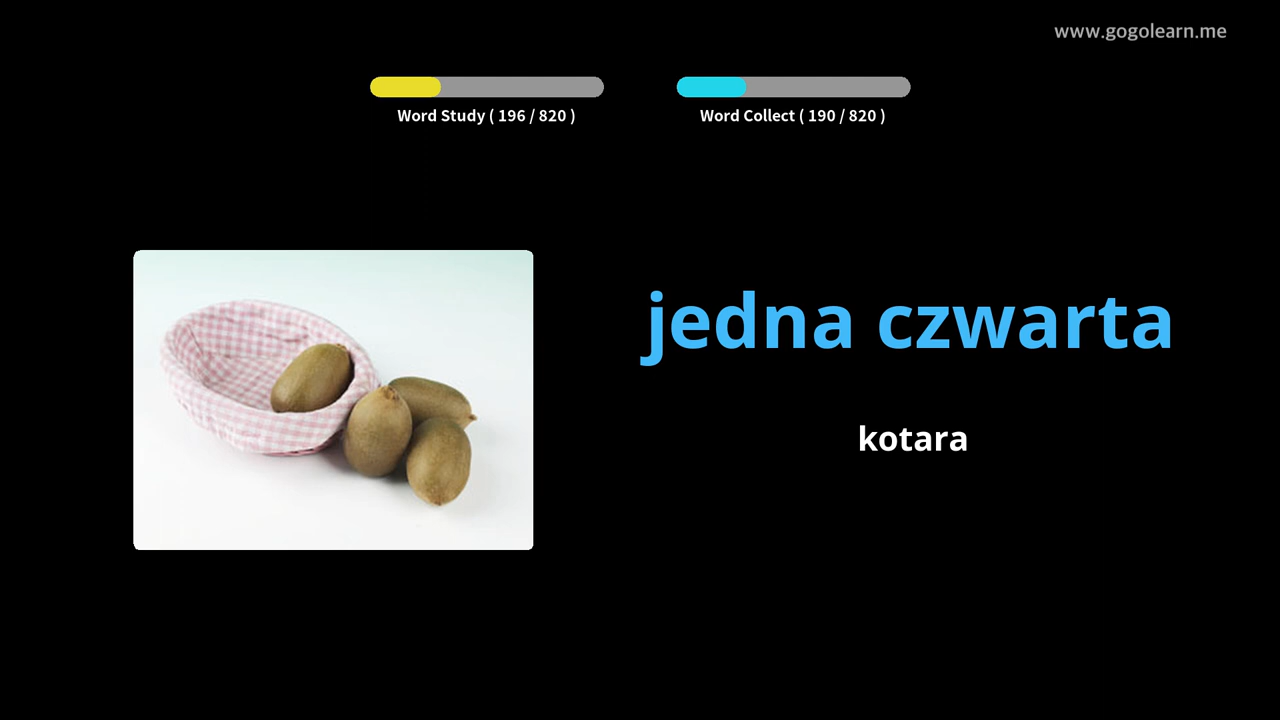 www.gogolearn.me
Word Study ( 196 / 820 )
Word Collect ( 190 / 820 )
jedna czwarta
kotara